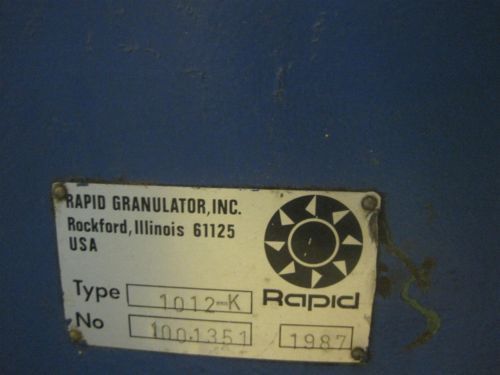 RAPID GRANULATOR, INC.
Rockford, Illinois 61125
USA
Type 1012-K
Rapid
No 1001351 1987